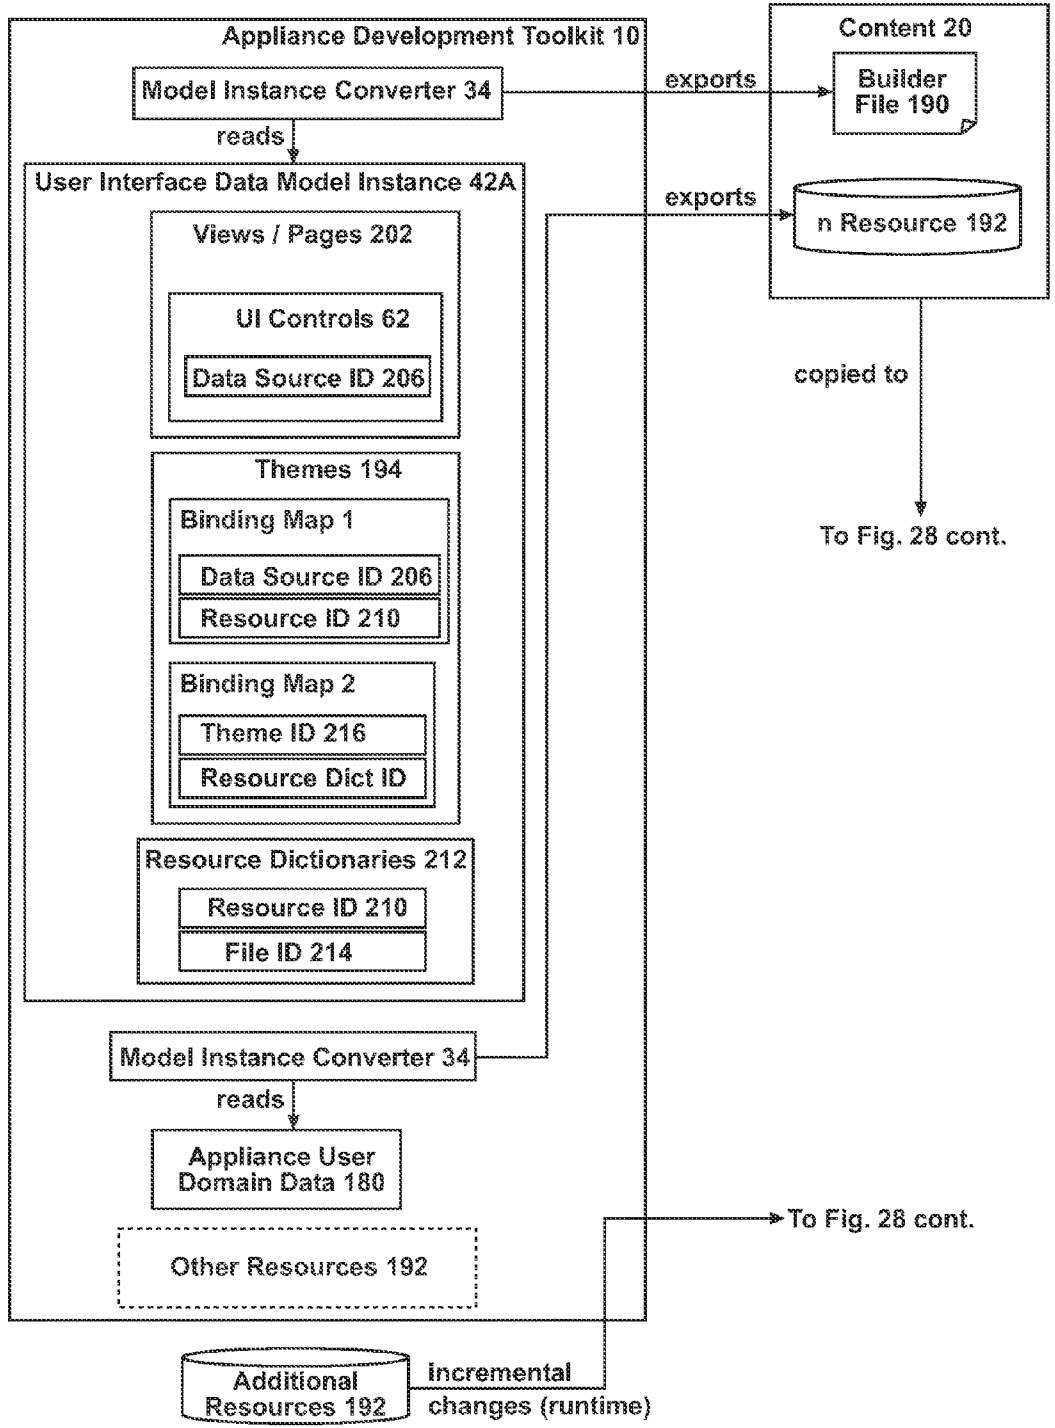 Appliance Development Toolkit 10
Model Instance Converter 34
reads
User Interface Data Model Instance 42A
Views / Pages 202
UI Controls 62
Data Source ID 206
Themes 194
Binding Map 1
Data Source ID 206
Resource ID 210
Binding Map 2
Theme ID 216
Resource Dict ID
Resource Dictionaries 212
Resource ID 210
File ID 214
Model Instance Converter 34
reads
Appliance User
Domain Data 180
Other Resources 192
Additional
Resources 192
incremental
changes (runtime)
To Fig. 28 cont.
exports
exports
Content 20
Builder
File 190
n Resource 192
copied to
To Fig. 28 cont.